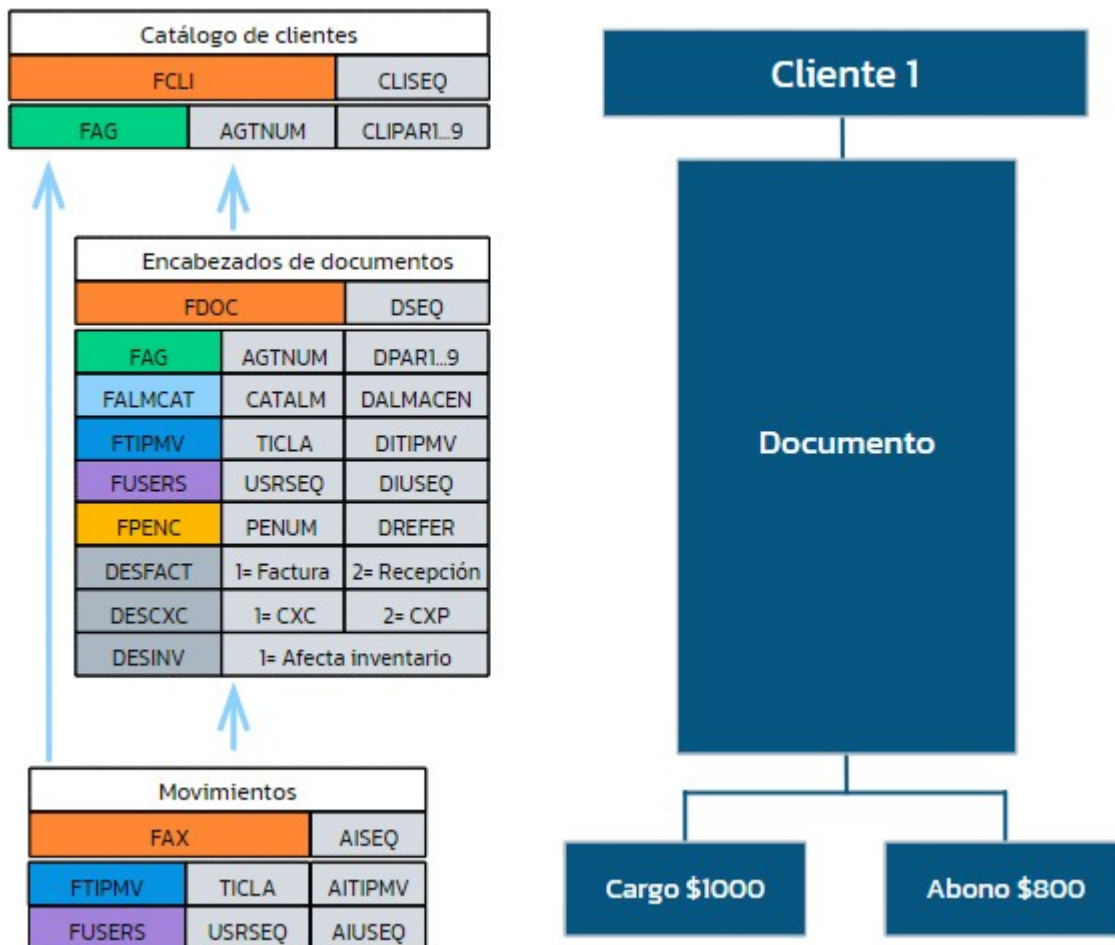 Catálogo de clientes
FCLI CLISEQ
FAG AGTNUM CLIPAR1...9
Encabezados de documentos
FDOC DSEQ
FAG AGTNUM DPAR1...9
FALMCAT CATALM DALMACEN
FTIPMV TICLA DITIPMV
FUSERS USRSEQ DIUSEQ
FPENC PENUM DREFER
DESFACT 1= Factura 2= Recepción
DESCXC 1= CXC 2= CXP
DESINV 1= Afecta inventario
Movimientos
FAX AISEQ
FTIPMV TICLA AITIPMV
FUSERS USRSEQ AIUSEQ
Cliente 1
Documento
Cargo $1000
Abono $800